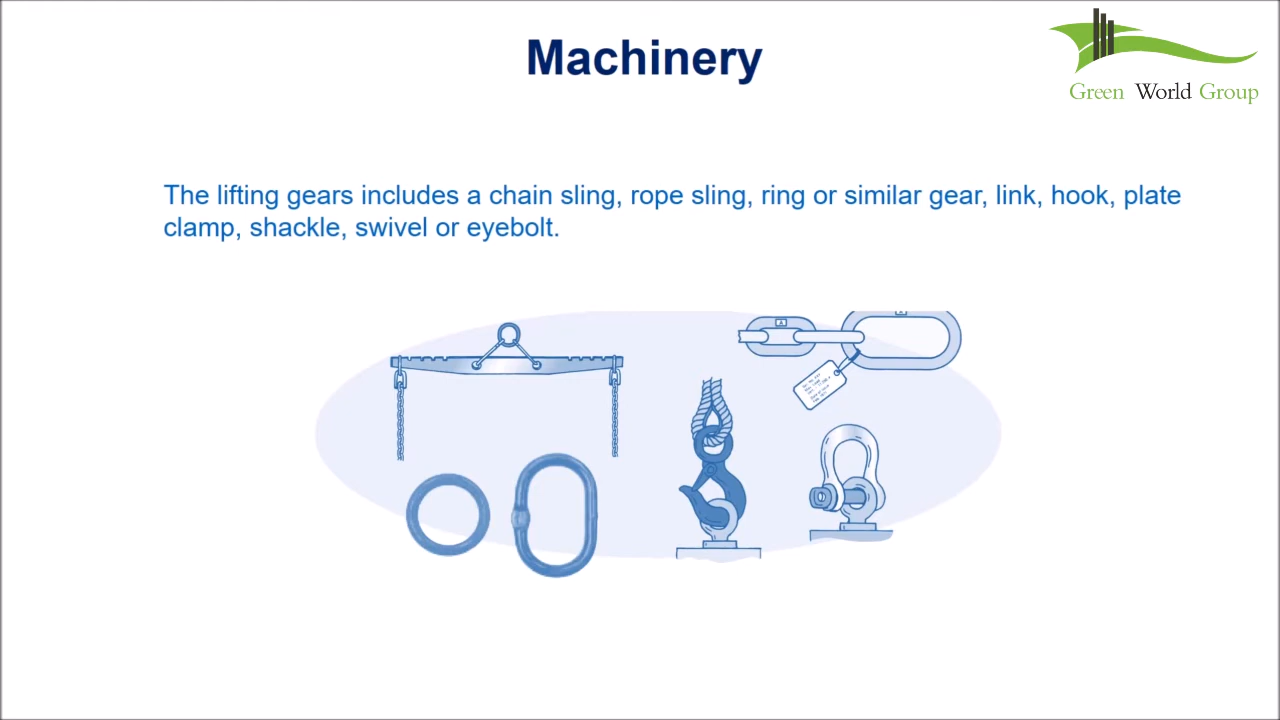 Machinery
Green World Group
The lifting gears includes a chain sling, rope sling, ring or similar gear, link, hook, plate
clamp, shackle, swivel or eyebolt.